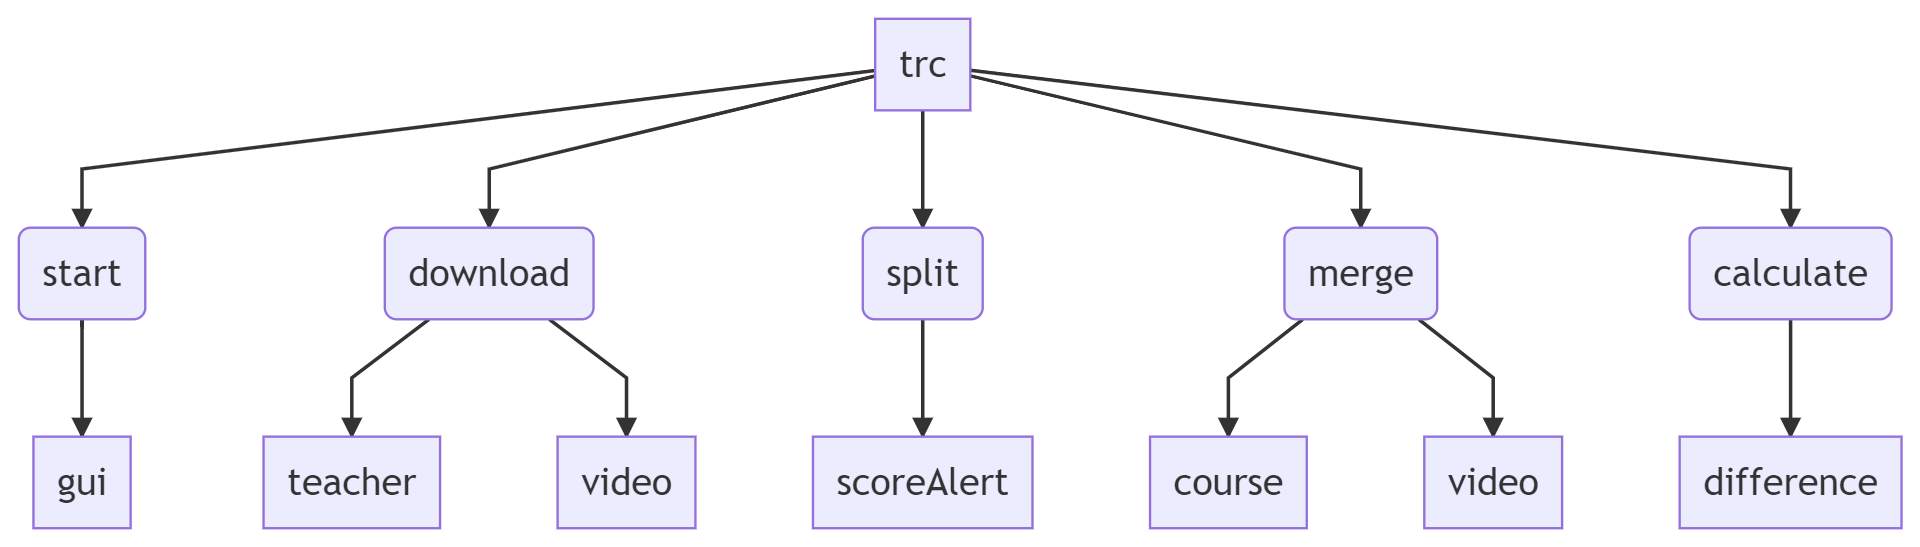 trc
start
download
split
merge
calculate
gui
teacher
video
scoreAlert
course
video
difference